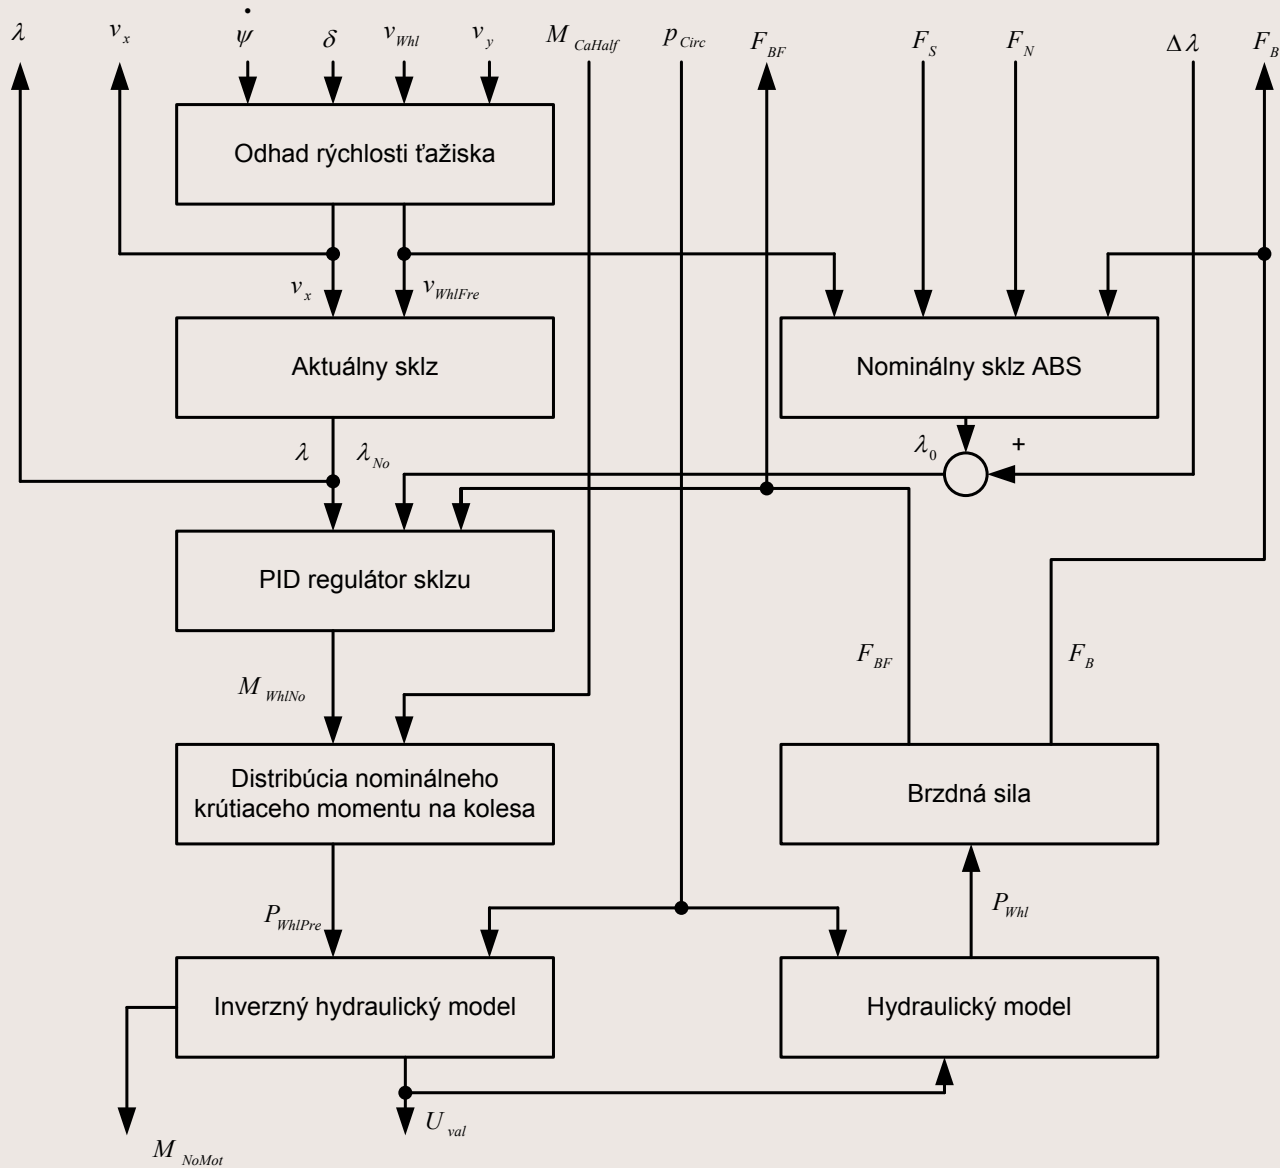 λ v_x ψ̇ δ v_Whl v_y M_CaHalf p_Circ F_BF F_S F_N Δλ F_B
Odhad rýchlosti ťažiska
v_x v_WhlFre
Aktuálny sklz
Nominálny sklz ABS
λ λ_No λ_0 +
PID regulátor sklzu
F_BF F_B
M_WhlNo
Distribúcia nominálneho
krútiaceho momentu na kolesa
Brzdná sila
P_WhlPre P_Whl
Inverzný hydraulický model
Hydraulický model
U_val
M_NoMot